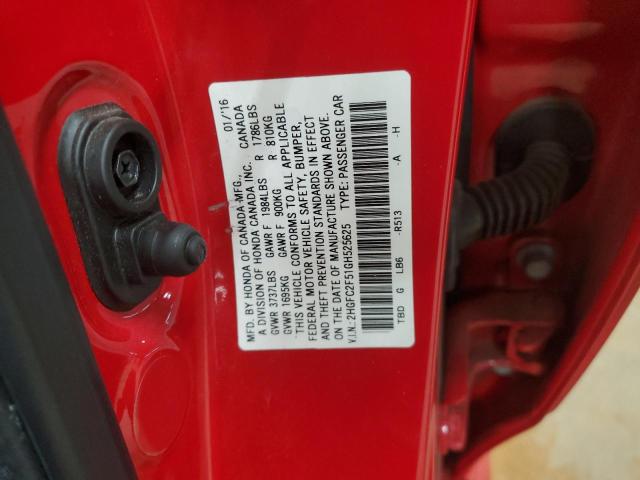 MFD. BY HONDA OF CANADA MFG., 01/'16
A DIVISION OF HONDA CANADA INC. CANADA
GVWR 3737LBS GAWR F 1984LBS R 1786LBS
GVWR 1695KG GAWR F 900KG R 810KG
THIS VEHICLE CONFORMS TO ALL APPLICABLE
FEDERAL MOTOR VEHICLE SAFETY, BUMPER,
AND THEFT PREVENTION STANDARDS IN EFFECT
ON THE DATE OF MANUFACTURE SHOWN ABOVE.
V.I.N.:2HGFC2F51GH525625 TYPE: PASSENGER CAR
TBD G LB6 -R513 -A -H